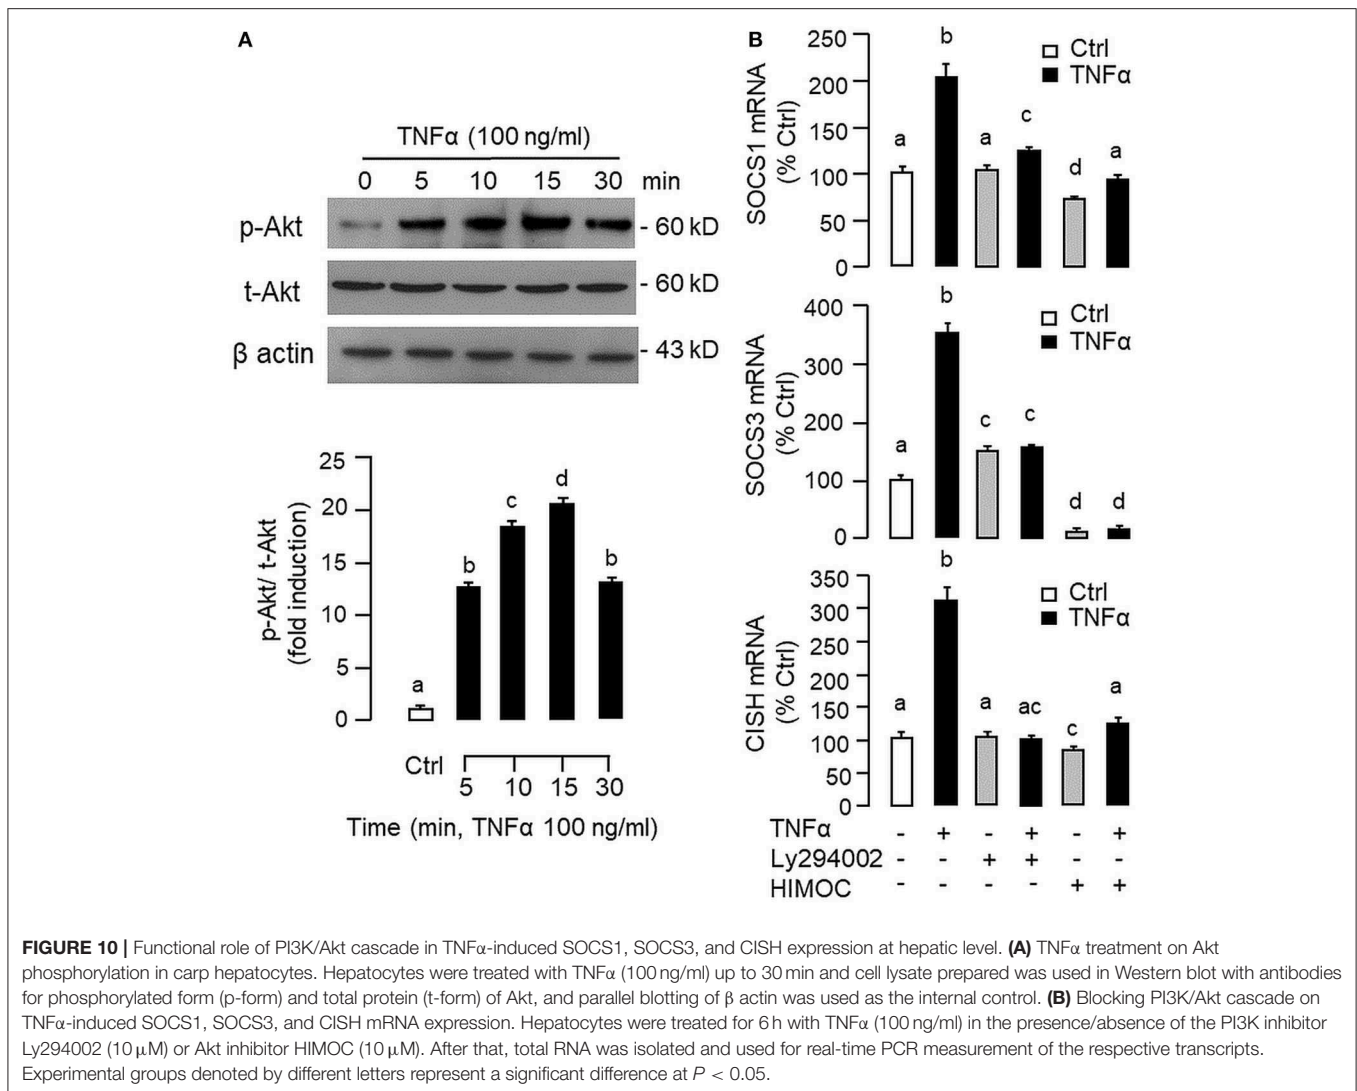 A
TNFα (100 ng/ml)
0 5 10 15 30 min
p-Akt - 60 kD
t-Akt - 60 kD
β actin - 43 kD
p-Akt/ t-Akt
(fold induction)
25
20
15
10
5
0
a
b
c
d
b
Ctrl
5 10 15 30
Time (min, TNFα 100 ng/ml)
B
SOCS1 mRNA
(% Ctrl)
250
200
150
100
50
0
Ctrl
TNFα
a
b
a
c
d
a
SOCS3 mRNA
(% Ctrl)
400
300
200
100
0
Ctrl
TNFα
a
b
c
c
d
d
CISH mRNA
(% Ctrl)
350
300
250
200
150
100
50
0
Ctrl
TNFα
a
b
a
ac
c
a
TNFα - + - + - +
Ly294002 - - + + - -
HIMOC - - - - + +
FIGURE 10 | Functional role of PI3K/Akt cascade in TNFα-induced SOCS1, SOCS3, and CISH expression at hepatic level. (A) TNFα treatment on Akt
phosphorylation in carp hepatocytes. Hepatocytes were treated with TNFα (100 ng/ml) up to 30 min and cell lysate prepared was used in Western blot with antibodies
for phosphorylated form (p-form) and total protein (t-form) of Akt, and parallel blotting of β actin was used as the internal control. (B) Blocking PI3K/Akt cascade on
TNFα-induced SOCS1, SOCS3, and CISH mRNA expression. Hepatocytes were treated for 6 h with TNFα (100 ng/ml) in the presence/absence of the PI3K inhibitor
Ly294002 (10 μM) or Akt inhibitor HIMOC (10 μM). After that, total RNA was isolated and used for real-time PCR measurement of the respective transcripts.
Experimental groups denoted by different letters represent a significant difference at P < 0.05.